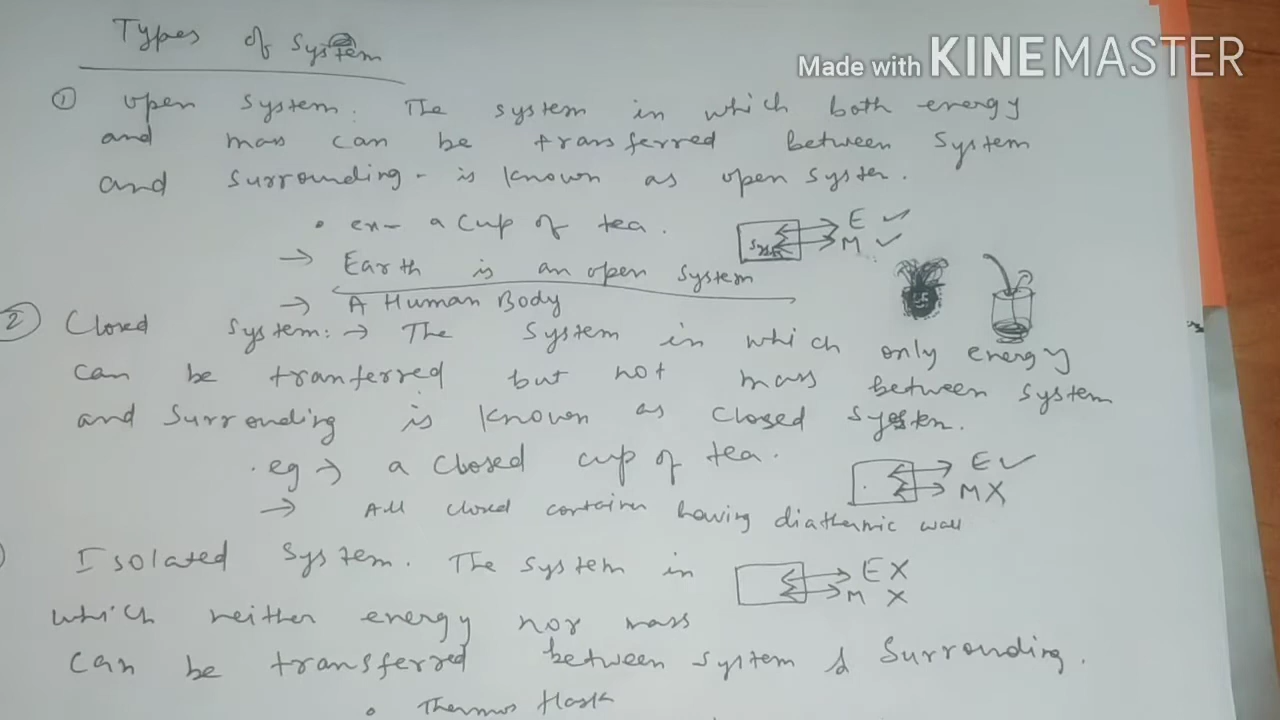 Types of System
Made with KINEMASTER
① open system. The system in which both energy
and mass can be transferred between system
and surrounding - is known as open system.
• ex- a cup of tea.
Syst E ✓
M ✓
→ Earth is an open system
→ A Human Body
② Closed system: → The system in which only energy
can be tranferred but not mass between system
and surrounding is known as closed system.
. eg → a closed cup of tea.
E ✓
M X
→ All closed container having diathermic wall
Isolated system. The system in
E X
M X
which neither energy nor mass
can be transferred between system & surrounding.
• Thermos flask